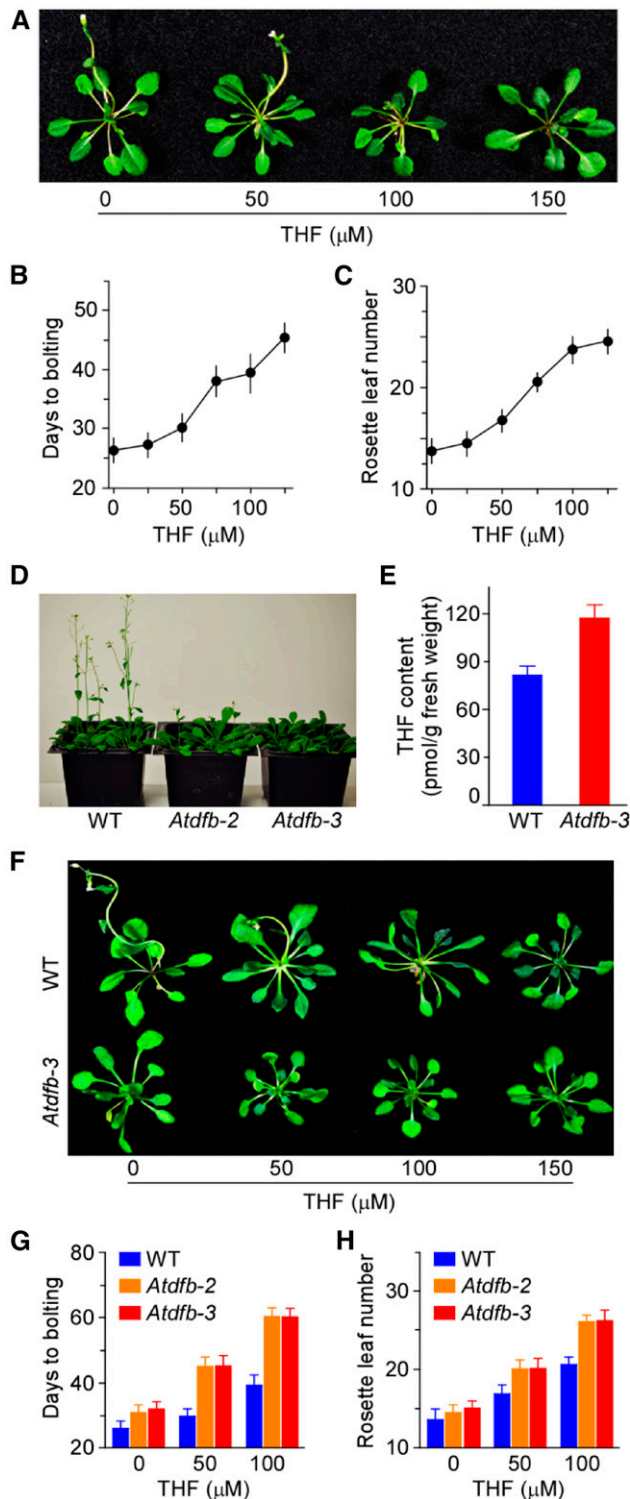 A
0 50 100 150
THF (μM)
B
Days to bolting
50
40
30
20
0 50 100
THF (μM)
C
Rosette leaf number
30
20
10
0 50 100
THF (μM)
D
WT Atdfb-2 Atdfb-3
E
THF content
(pmol/g fresh weight)
120
90
60
30
0
WT Atdfb-3
F
WT
Atdfb-3
0 50 100 150
THF (μM)
G
WT
Atdfb-2
Atdfb-3
Days to bolting
80
60
40
20
0 50 100
THF (μM)
H
WT
Atdfb-2
Atdfb-3
Rosette leaf number
30
20
10
0 50 100
THF (μM)